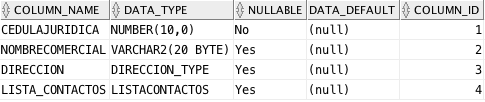 COLUMN_NAME DATA_TYPE NULLABLE DATA_DEFAULT COLUMN_ID
CEDULAJURIDICA NUMBER(10,0) No (null) 1
NOMBRECOMERCIAL VARCHAR2(20 BYTE) Yes (null) 2
DIRECCION DIRECCION_TYPE Yes (null) 3
LISTA_CONTACTOS LISTACONTACTOS Yes (null) 4